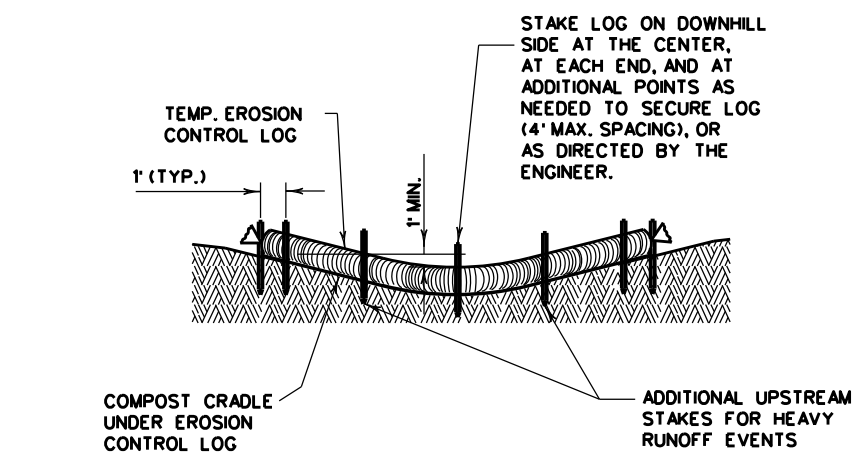 STAKE LOG ON DOWNHILL
SIDE AT THE CENTER,
AT EACH END, AND AT
ADDITIONAL POINTS AS
NEEDED TO SECURE LOG
(4' MAX. SPACING), OR
AS DIRECTED BY THE
ENGINEER.
TEMP. EROSION
CONTROL LOG
1' (TYP.)
1' MIN.
COMPOST CRADLE
UNDER EROSION
CONTROL LOG
ADDITIONAL UPSTREAM
STAKES FOR HEAVY
RUNOFF EVENTS